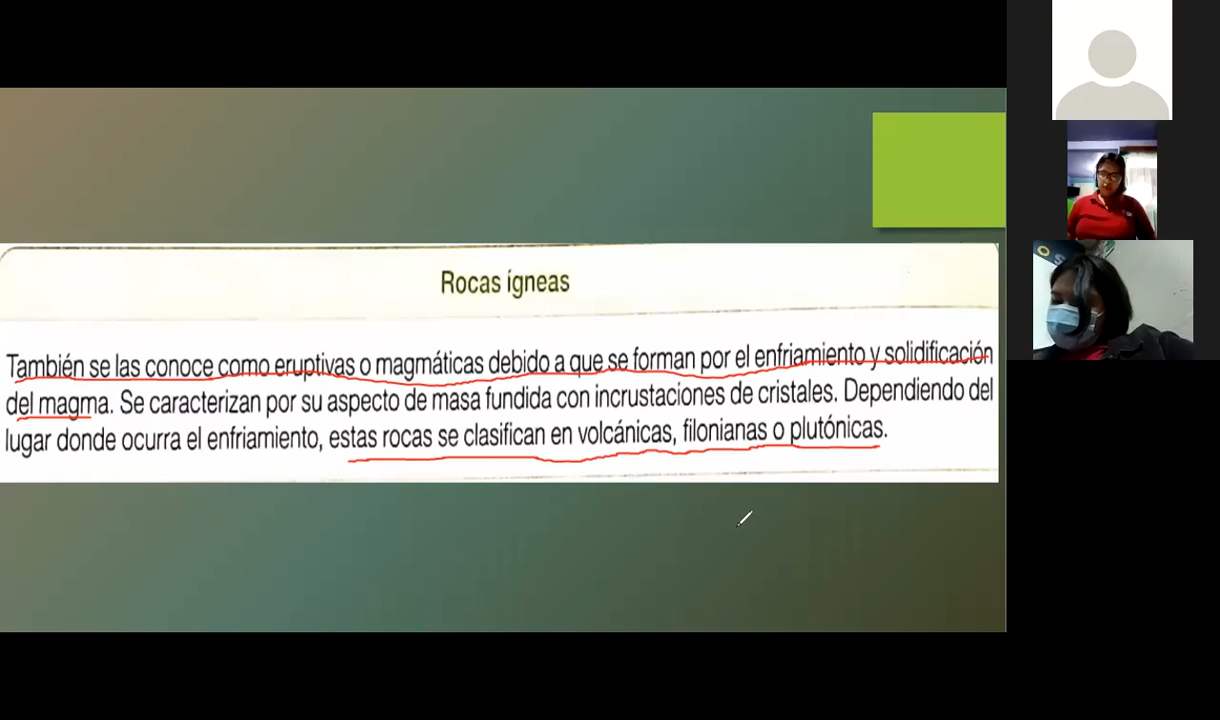 Rocas ígneas
También se las conoce como eruptivas o magmáticas debido a que se forman por el enfriamiento y solidificación
del magma. Se caracterizan por su aspecto de masa fundida con incrustaciones de cristales. Dependiendo del
lugar donde ocurra el enfriamiento, estas rocas se clasifican en volcánicas, filonianas o plutónicas.